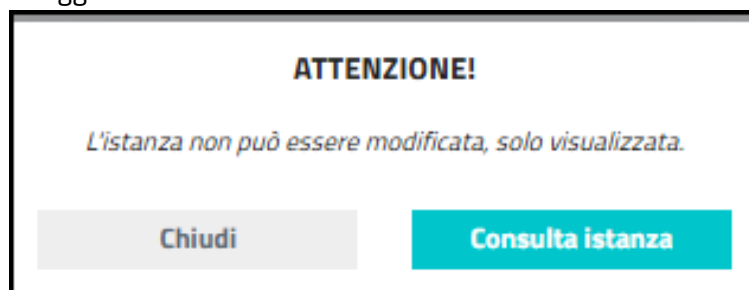 ATTENZIONE!
L'istanza non può essere modificata, solo visualizzata.
Chiudi
Consulta istanza